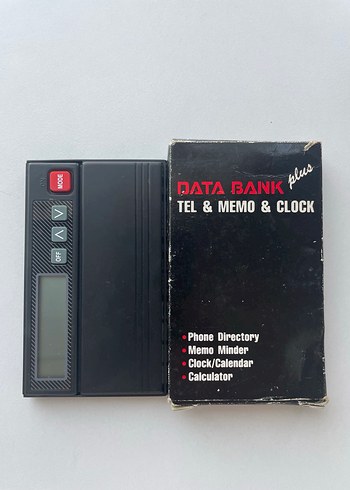 MODE
OFF
DATA BANK plus
TEL & MEMO & CLOCK
• Phone Directory
• Memo Minder
• Clock/Calendar
• Calculator